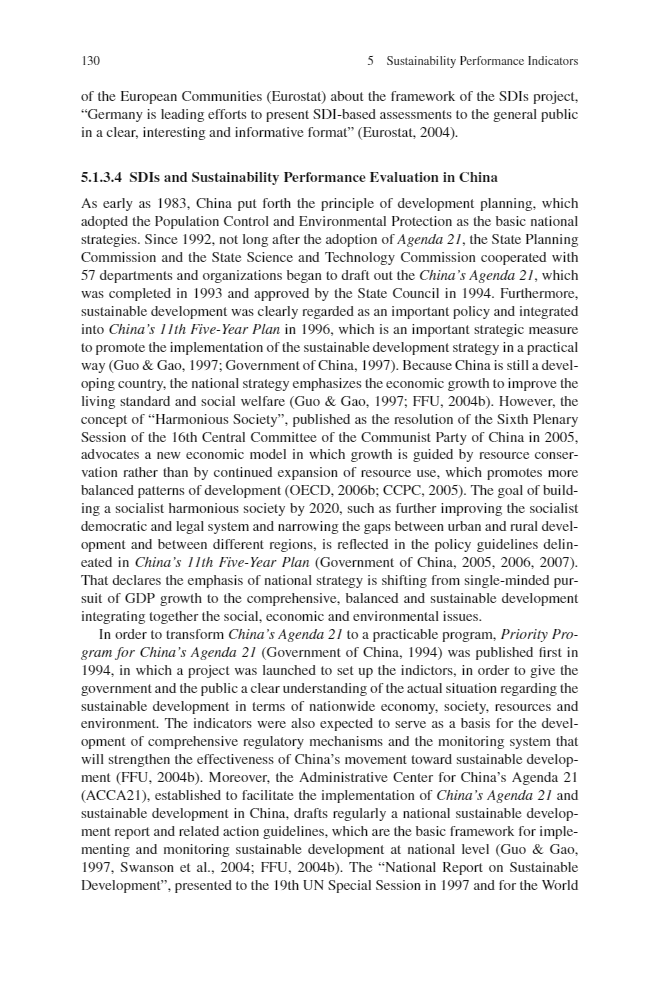 130
5 Sustainability Performance Indicators
of the European Communities (Eurostat) about the framework of the SDIs project,
“Germany is leading efforts to present SDI-based assessments to the general public
in a clear, interesting and informative format” (Eurostat, 2004).
5.1.3.4 SDIs and Sustainability Performance Evaluation in China
As early as 1983, China put forth the principle of development planning, which
adopted the Population Control and Environmental Protection as the basic national
strategies. Since 1992, not long after the adoption of Agenda 21, the State Planning
Commission and the State Science and Technology Commission cooperated with
57 departments and organizations began to draft out the China’s Agenda 21, which
was completed in 1993 and approved by the State Council in 1994. Furthermore,
sustainable development was clearly regarded as an important policy and integrated
into China’s 11th Five-Year Plan in 1996, which is an important strategic measure
to promote the implementation of the sustainable development strategy in a practical
way (Guo & Gao, 1997; Government of China, 1997). Because China is still a devel-
oping country, the national strategy emphasizes the economic growth to improve the
living standard and social welfare (Guo & Gao, 1997; FFU, 2004b). However, the
concept of “Harmonious Society”, published as the resolution of the Sixth Plenary
Session of the 16th Central Committee of the Communist Party of China in 2005,
advocates a new economic model in which growth is guided by resource conser-
vation rather than by continued expansion of resource use, which promotes more
balanced patterns of development (OECD, 2006b; CCPC, 2005). The goal of build-
ing a socialist harmonious society by 2020, such as further improving the socialist
democratic and legal system and narrowing the gaps between urban and rural devel-
opment and between different regions, is reflected in the policy guidelines delin-
eated in China’s 11th Five-Year Plan (Government of China, 2005, 2006, 2007).
That declares the emphasis of national strategy is shifting from single-minded pur-
suit of GDP growth to the comprehensive, balanced and sustainable development
integrating together the social, economic and environmental issues.
In order to transform China’s Agenda 21 to a practicable program, Priority Pro-
gram for China’s Agenda 21 (Government of China, 1994) was published first in
1994, in which a project was launched to set up the indictors, in order to give the
government and the public a clear understanding of the actual situation regarding the
sustainable development in terms of nationwide economy, society, resources and
environment. The indicators were also expected to serve as a basis for the devel-
opment of comprehensive regulatory mechanisms and the monitoring system that
will strengthen the effectiveness of China’s movement toward sustainable develop-
ment (FFU, 2004b). Moreover, the Administrative Center for China’s Agenda 21
(ACCA21), established to facilitate the implementation of China’s Agenda 21 and
sustainable development in China, drafts regularly a national sustainable develop-
ment report and related action guidelines, which are the basic framework for imple-
menting and monitoring sustainable development at national level (Guo & Gao,
1997, Swanson et al., 2004; FFU, 2004b). The “National Report on Sustainable
Development”, presented to the 19th UN Special Session in 1997 and for the World